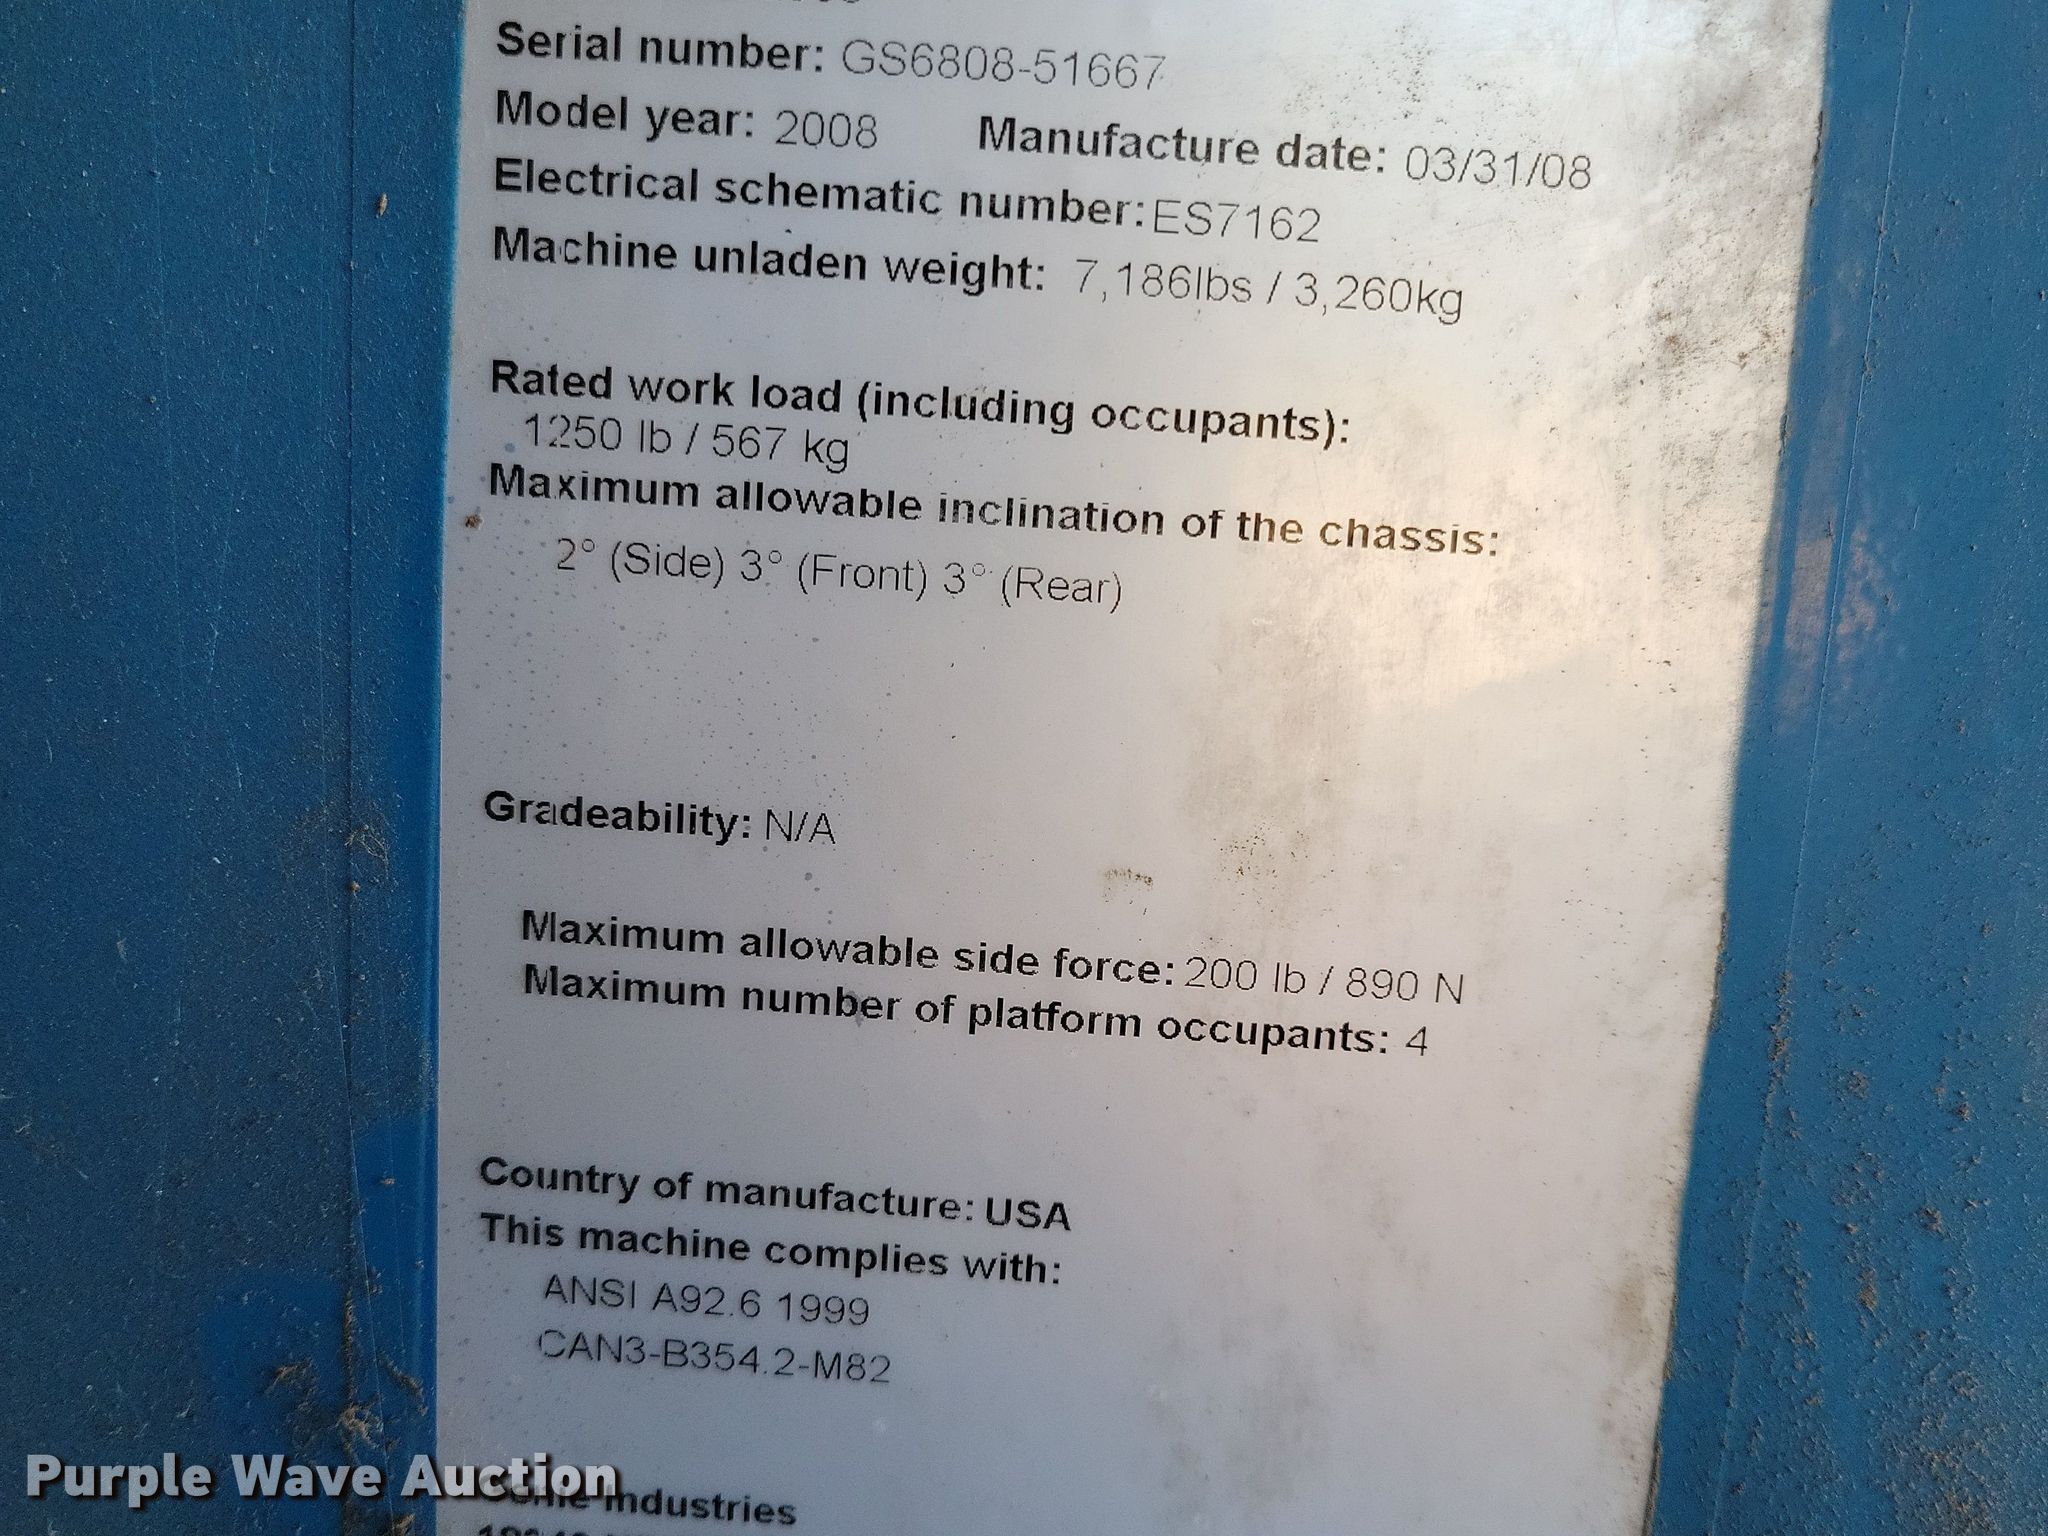 Serial number: GS6808-51667
Model year: 2008 Manufacture date: 03/31/08
Electrical schematic number:ES7162
Machine unladen weight: 7,186lbs / 3,260kg
Rated work load (including occupants):
1250 lb / 567 kg
Maximum allowable inclination of the chassis:
2° (Side) 3° (Front) 3° (Rear)
Gradeability: N/A
Maximum allowable side force: 200 lb / 890 N
Maximum number of platform occupants: 4
Country of manufacture: USA
This machine complies with:
ANSI A92.6 1999
CAN3-B354.2-M82
Purple Wave Auction
Genie Industries